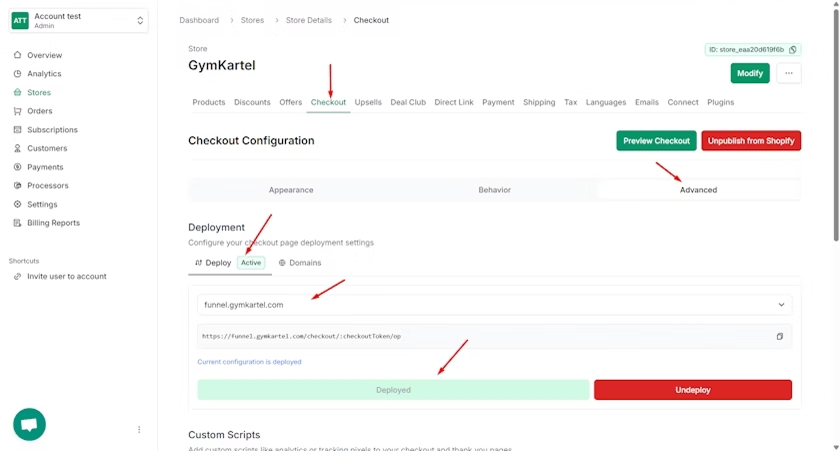 ATT
Account test
Admin
Overview
Analytics
Stores
Orders
Subscriptions
Customers
Payments
Processors
Settings
Billing Reports
Shortcuts
Invite user to account
Dashboard > Stores > Store Details > Checkout
Store
GymKartel
ID: store_eaa20d619f6b
Modify
...
Products Discounts Offers Checkout Upsells Deal Club Direct Link Payment Shipping Tax Languages Emails Connect Plugins
Checkout Configuration
Preview Checkout Unpublish from Shopify
Appearance Behavior Advanced
Deployment
Configure your checkout page deployment settings
Deploy Active Domains
funnel.gymkartel.com
https://funnel.gymkartel.com/checkout/:checkoutToken/op
Current configuration is deployed
Deployed Undeploy
Custom Scripts
Add custom scripts like analytics or tracking pixels to your checkout and thank you pages